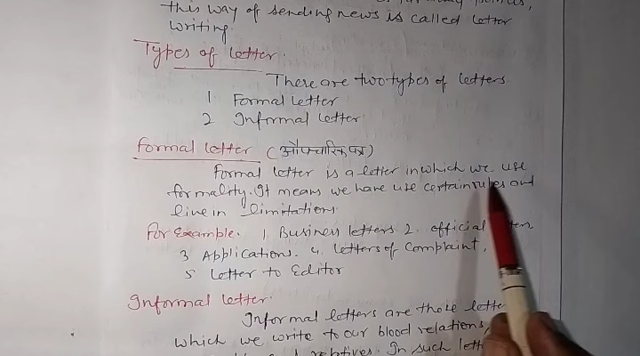 this way of sending news is called letter
writing.
Types of letter.
There are two types of letters
1 Formal letter
2 Informal letter
Formal letter (औपचारिक पत्र)
Formal letter is a letter in which we use
formality. It means we have use certain rules and
live in limitations.
For Example. 1. Business letters 2. official
3 Applications. 4. letters of Complaint,
5 letter to Editor
Informal letter.
Informal letters are those
which we write to our blood relations,
relatives. In such